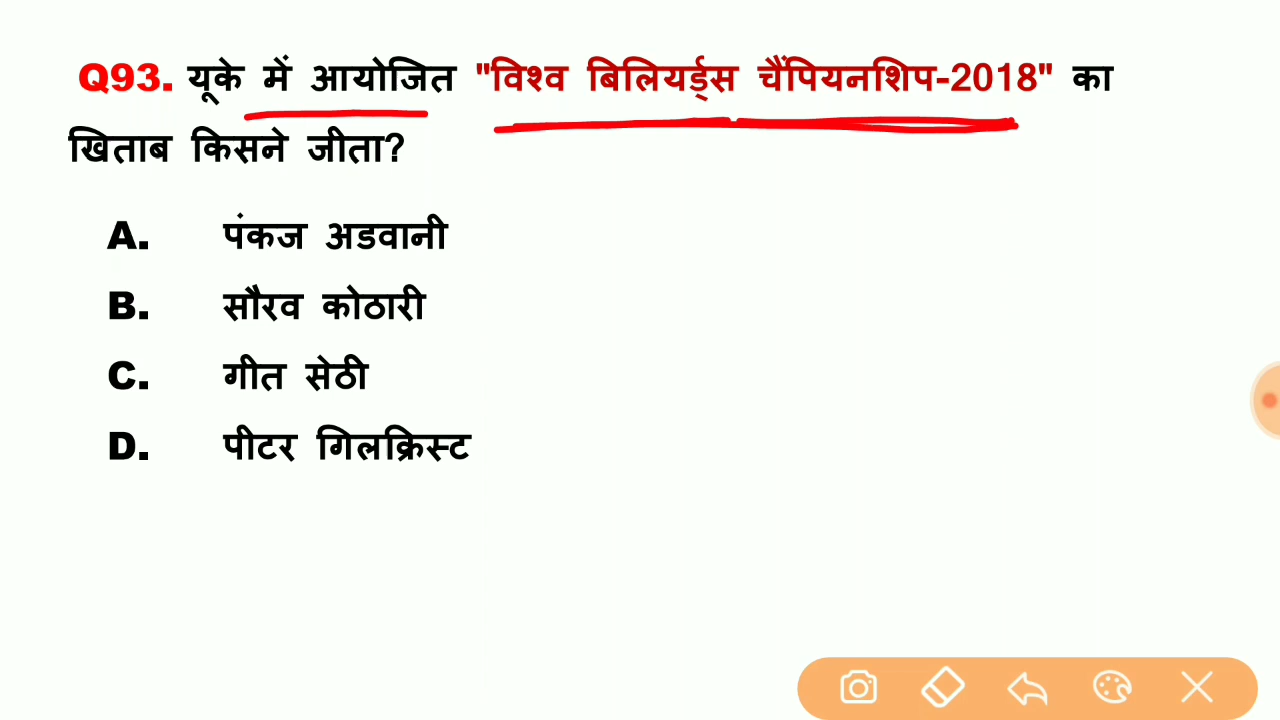 Q93. यूके में आयोजित "विश्व बिलियर्ड्स चैंपियनशिप-2018" का
खिताब किसने जीता?
A. पंकज अडवानी
B. सौरव कोठारी
C. गीत सेठी
D. पीटर गिलक्रिस्ट